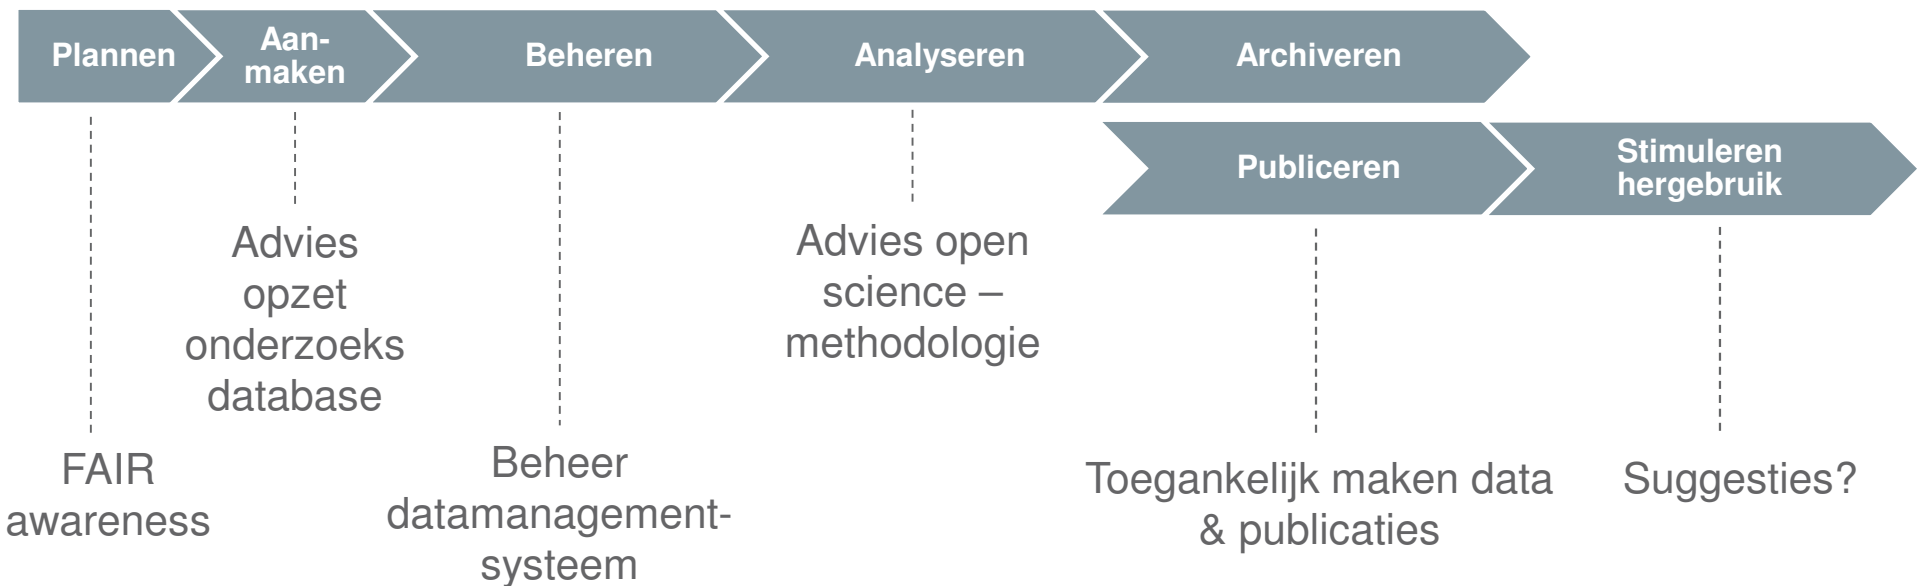 Plannen
Aan-
maken
Beheren
Analyseren
Archiveren
Publiceren
Stimuleren
hergebruik
Advies
opzet
onderzoeks
database
Advies open
science –
methodologie
FAIR
awareness
Beheer
datamanagement-
systeem
Toegankelijk maken data
& publicaties
Suggesties?